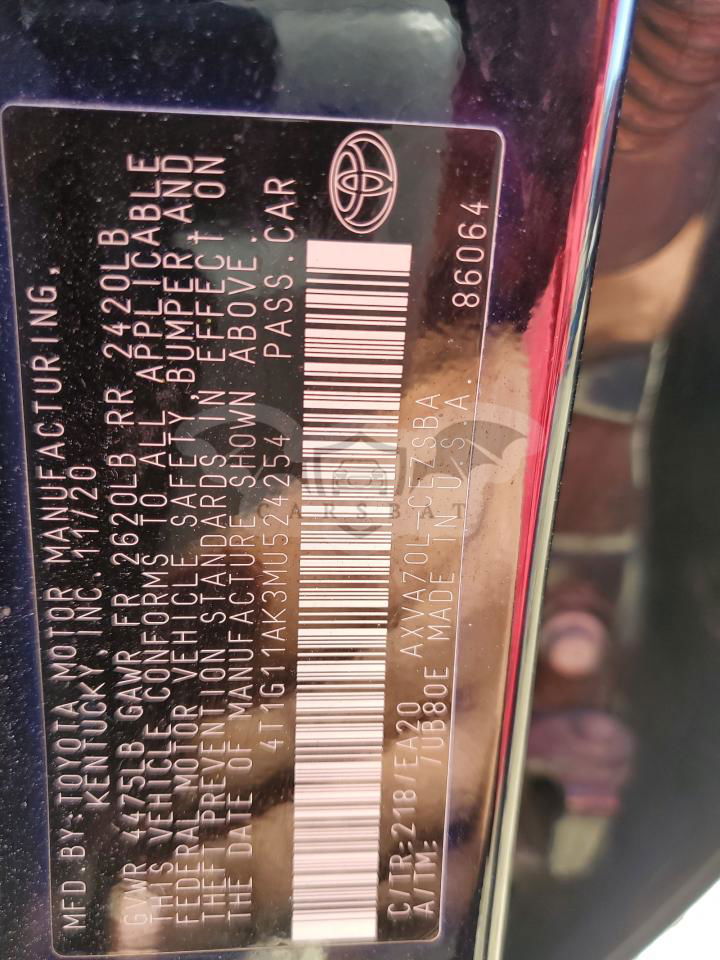 MFD. BY: TOYOTA MOTOR MANUFACTURING,
KENTUCKY, INC. 11/20
GVWR 4475LB GAWR FR 2620LB RR 2420LB
THIS VEHICLE CONFORMS TO ALL APPLICABLE
FEDERAL MOTOR VEHICLE SAFETY, BUMPER AND
THEFT PREVENTION STANDARDS IN EFFECT ON
THE DATE OF MANUFACTURE SHOWN ABOVE.
4T1G11AK3MU524254 PASS.CAR
C/TR:218/EA20 AXVA70L-CEZSBA
A/TM: /UB80E MADE IN U.S.A.
86064
CARSBAT